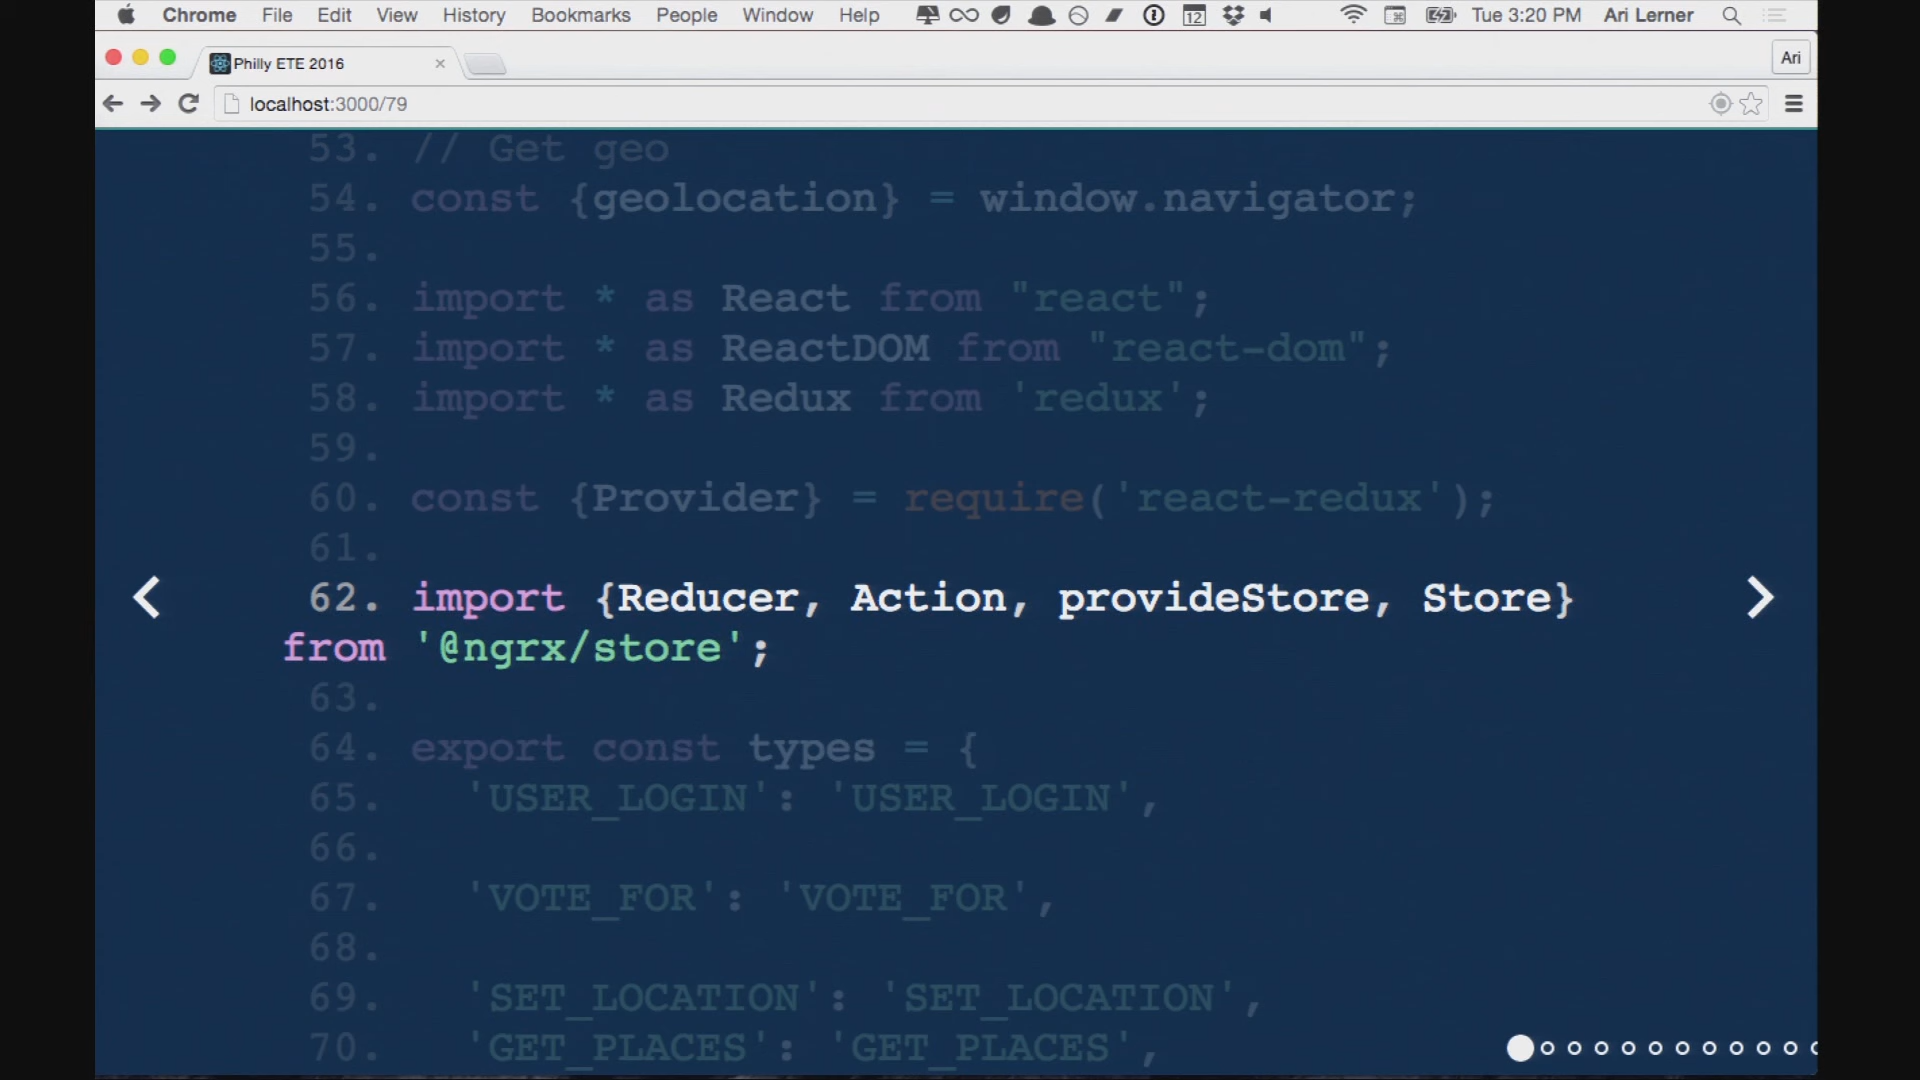 Chrome File Edit View History Bookmarks People Window Help 12 Tue 3:20 PM Ari Lerner
Philly ETE 2016 Ari
localhost:3000/79
53. // Get geo
54. const {geolocation} = window.navigator;
55.
56. import * as React from "react";
57. import * as ReactDOM from "react-dom";
58. import * as Redux from 'redux';
59.
60. const {Provider} = require('react-redux');
61.
62. import {Reducer, Action, provideStore, Store}
from '@ngrx/store';
63.
64. export const types = {
65. 'USER_LOGIN': 'USER_LOGIN',
66.
67. 'VOTE_FOR': 'VOTE_FOR',
68.
69. 'SET_LOCATION': 'SET_LOCATION',
70. 'GET_PLACES': 'GET_PLACES',